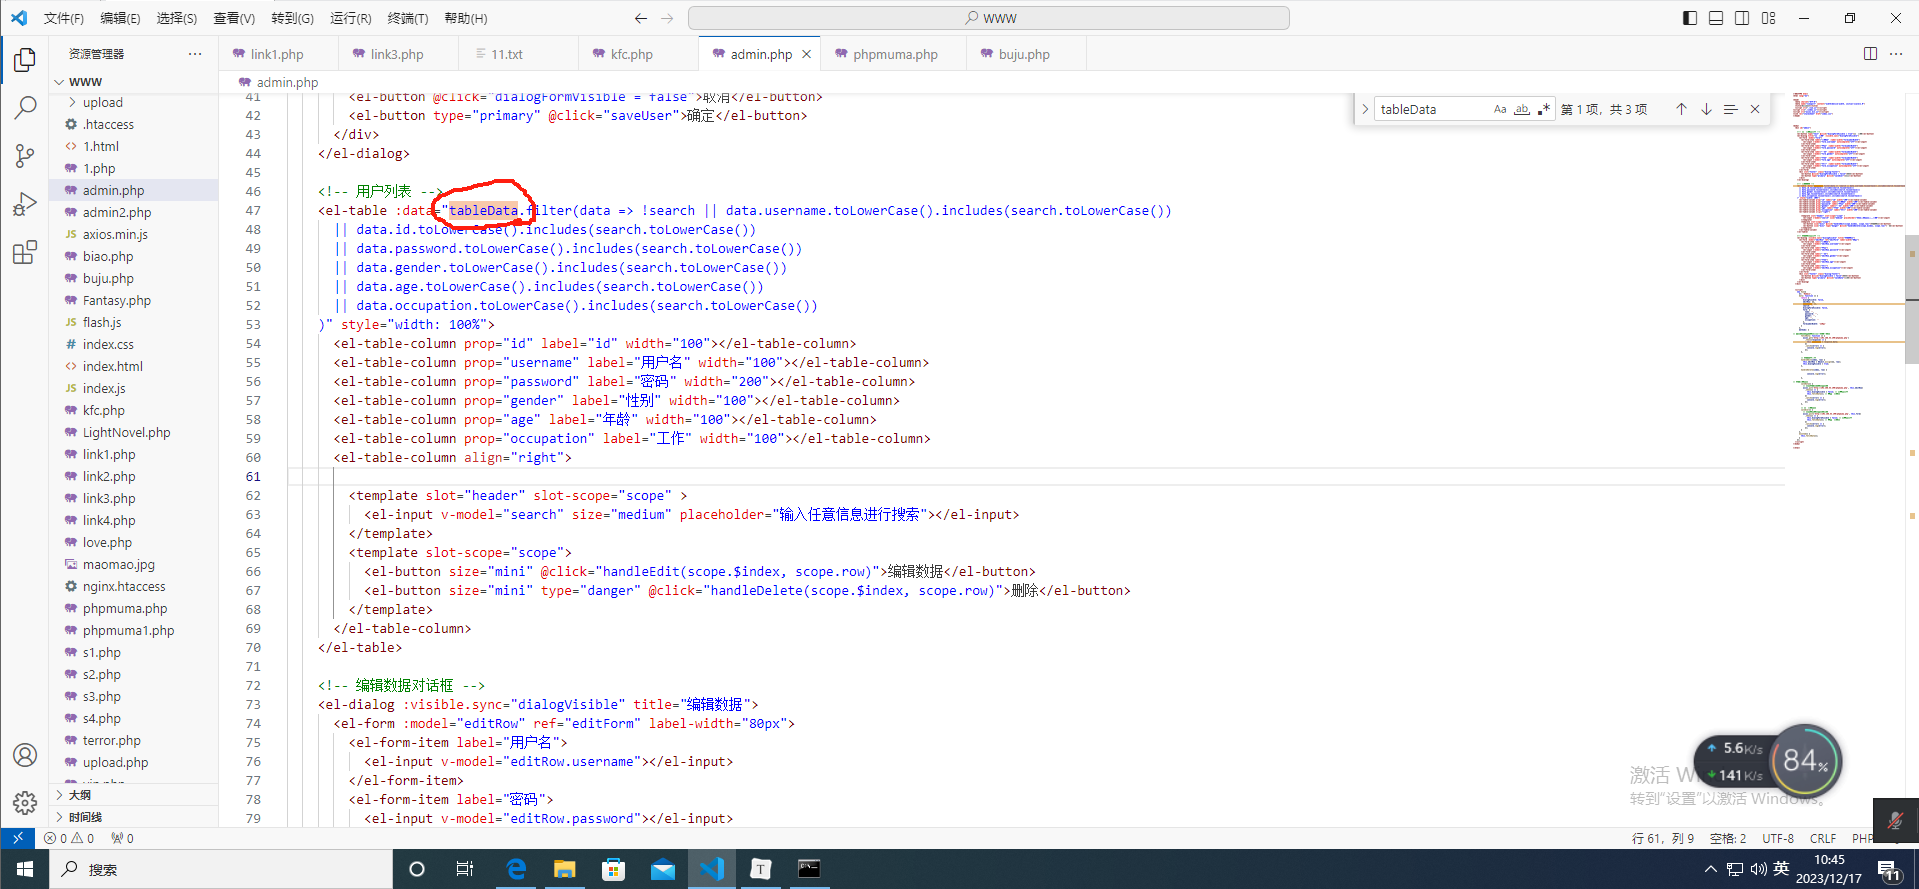 文件(F) 编辑(E) 选择(S) 查看(V) 转到(G) 运行(R) 终端(T) 帮助(H) WWW
资源管理器
link1.php link3.php 11.txt kfc.php admin.php phpmuma.php buju.php
WWW
admin.php
upload
.htaccess
1.html
1.php
admin.php
admin2.php
axios.min.js
biao.php
buju.php
Fantasy.php
flash.js
index.css
index.html
index.js
kfc.php
LightNovel.php
link1.php
link2.php
link3.php
link4.php
love.php
maomao.jpg
nginx.htaccess
phpmuma.php
phpmuma1.php
s1.php
s2.php
s3.php
s4.php
terror.php
upload.php
大纲
时间线
tableData Aa ab 第 1 项，共 3 项
41 <el-button @click="dialogFormVisible = false">取消</el-button>
42 <el-button type="primary" @click="saveUser">确定</el-button>
43 </div>
44 </el-dialog>
45
46 <!-- 用户列表 -->
47 <el-table :data="tableData.filter(data => !search || data.username.toLowerCase().includes(search.toLowerCase())
48 || data.id.toLowerCase().includes(search.toLowerCase())
49 || data.password.toLowerCase().includes(search.toLowerCase())
50 || data.gender.toLowerCase().includes(search.toLowerCase())
51 || data.age.toLowerCase().includes(search.toLowerCase())
52 || data.occupation.toLowerCase().includes(search.toLowerCase())
53 )" style="width: 100%">
54 <el-table-column prop="id" label="id" width="100"></el-table-column>
55 <el-table-column prop="username" label="用户名" width="100"></el-table-column>
56 <el-table-column prop="password" label="密码" width="200"></el-table-column>
57 <el-table-column prop="gender" label="性别" width="100"></el-table-column>
58 <el-table-column prop="age" label="年龄" width="100"></el-table-column>
59 <el-table-column prop="occupation" label="工作" width="100"></el-table-column>
60 <el-table-column align="right">
61
62 <template slot="header" slot-scope="scope" >
63 <el-input v-model="search" size="medium" placeholder="输入任意信息进行搜索"></el-input>
64 </template>
65 <template slot-scope="scope">
66 <el-button size="mini" @click="handleEdit(scope.$index, scope.row)">编辑数据</el-button>
67 <el-button size="mini" type="danger" @click="handleDelete(scope.$index, scope.row)">删除</el-button>
68 </template>
69 </el-table-column>
70 </el-table>
71
72 <!-- 编辑数据对话框 -->
73 <el-dialog :visible.sync="dialogVisible" title="编辑数据">
74 <el-form :model="editRow" ref="editForm" label-width="80px">
75 <el-form-item label="用户名">
76 <el-input v-model="editRow.username"></el-input>
77 </el-form-item>
78 <el-form-item label="密码">
79 <el-input v-model="editRow.password"></el-input>
5.6K/s
141K/s
84%
激活 W
转到"设置"以激活 Windows。
0 0 0 行 61，列 9 空格: 2 UTF-8 CRLF PHP
搜索 英 10:45
2023/12/17 11